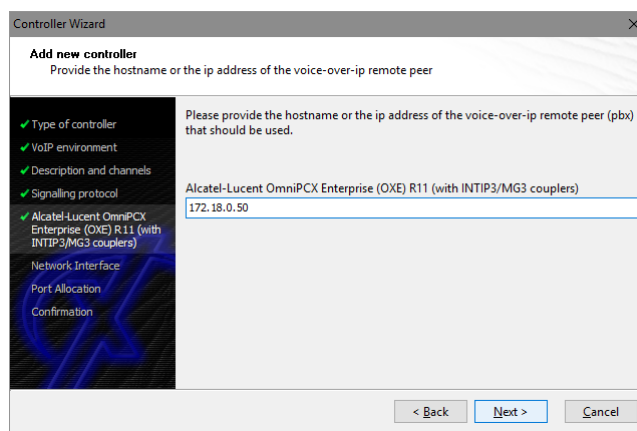 Controller Wizard
Add new controller
Provide the hostname or the ip address of the voice-over-ip remote peer
✓ Type of controller
✓ VoIP environment
✓ Description and channels
✓ Signalling protocol
✓ Alcatel-Lucent OmniPCX
Enterprise (OXE) R11 (with
INTIP3/MG3 couplers)
Network Interface
Port Allocation
Confirmation
Please provide the hostname or the ip address of the voice-over-ip remote peer (pbx)
that should be used.
Alcatel-Lucent OmniPCX Enterprise (OXE) R11 (with INTIP3/MG3 couplers)
172.18.0.50
< Back
Next >
Cancel